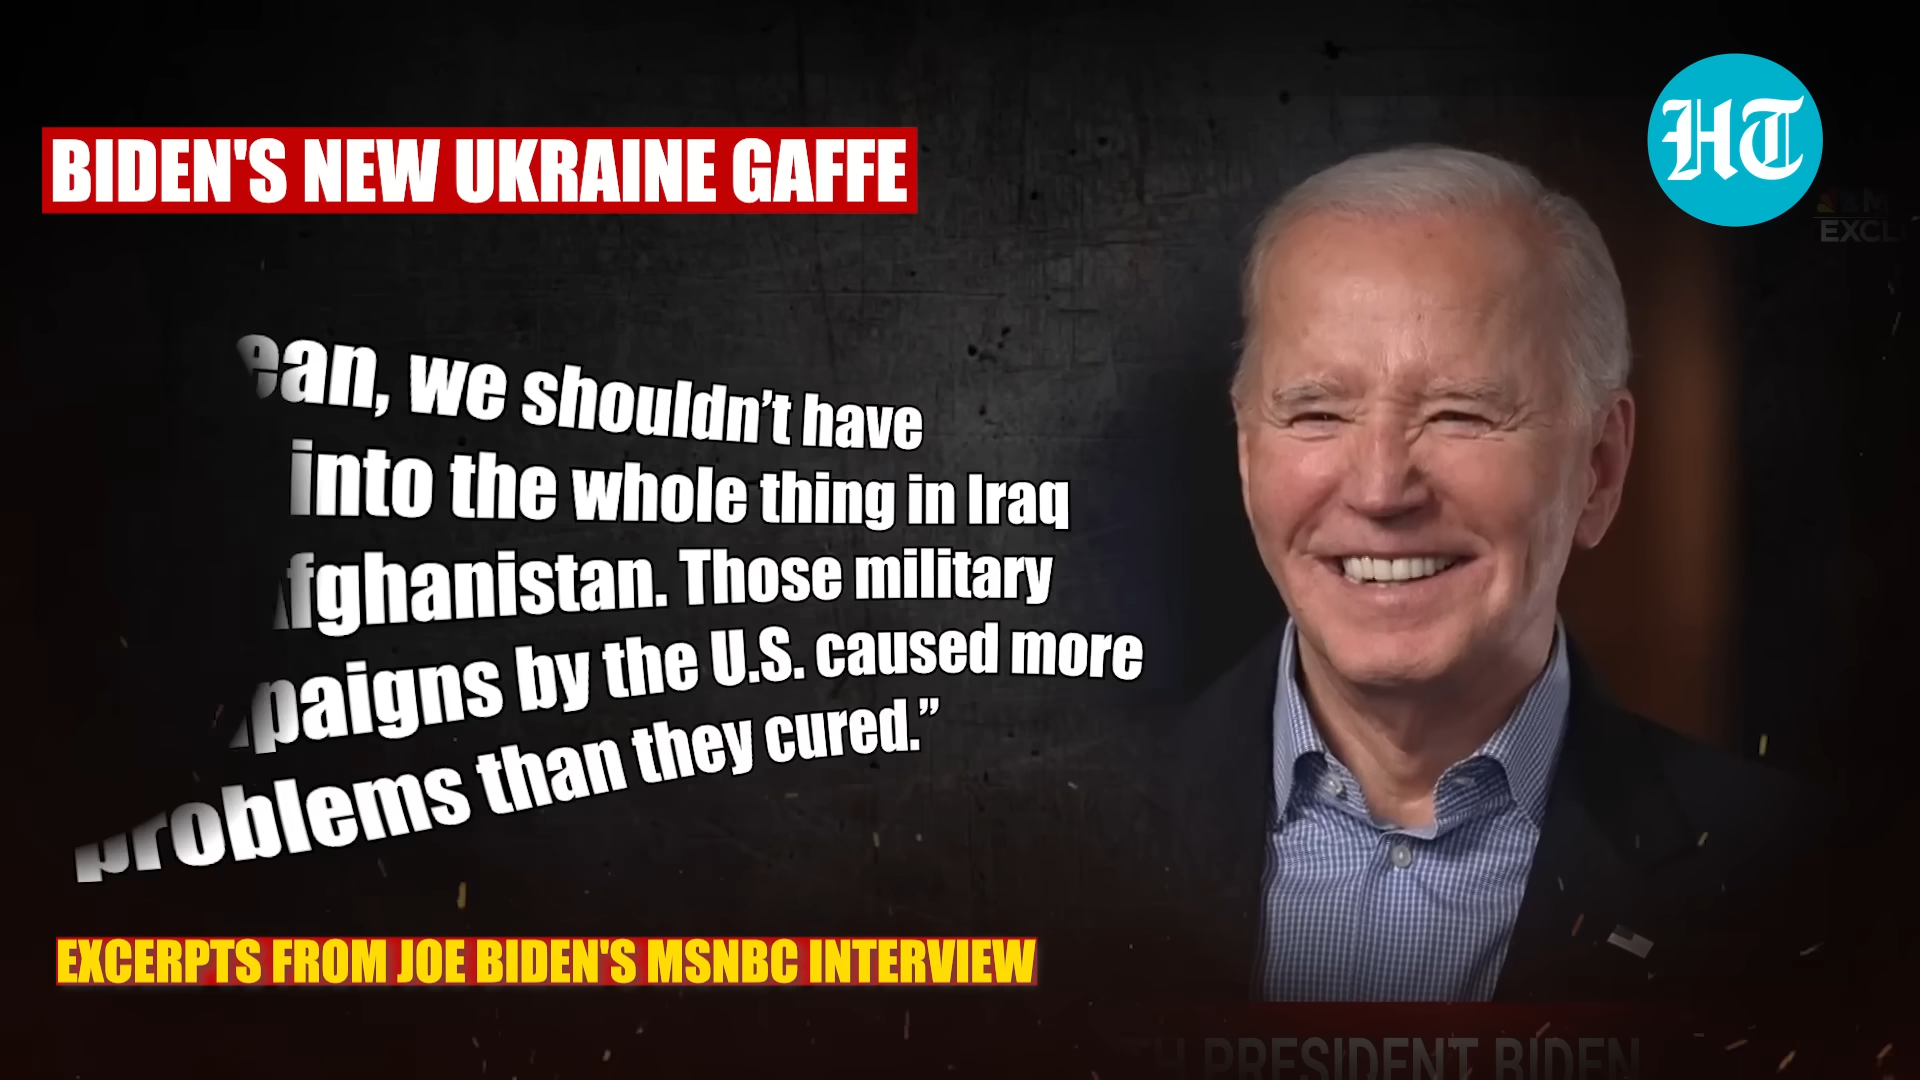 HT
BIDEN'S NEW UKRAINE GAFFE
EXCL
ean, we shouldn’t have
into the whole thing in Iraq
fghanistan. Those military
paigns by the U.S. caused more
problems than they cured.”
EXCERPTS FROM JOE BIDEN'S MSNBC INTERVIEW
H PRESIDENT BIDEN